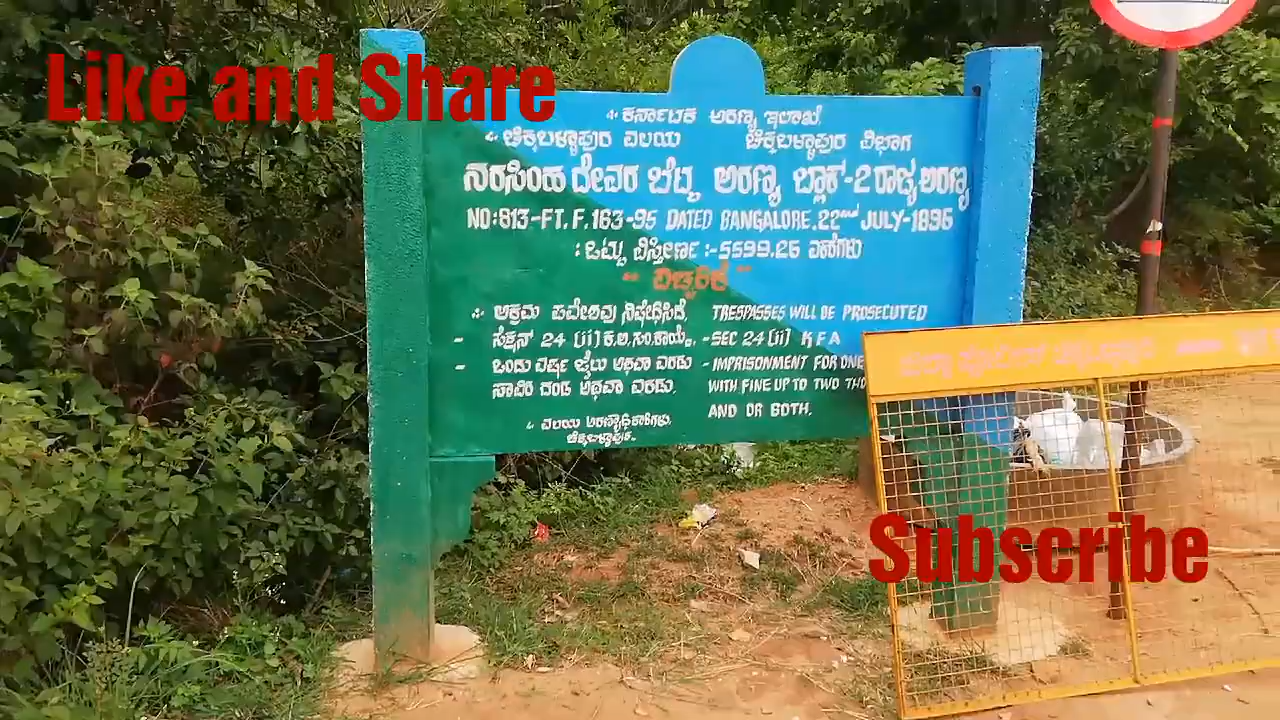 Like and Share
ಕರ್ನಾಟಕ ಅರಣ್ಯ ಇಲಾಖೆ
ಚಿಕ್ಕಬಳ್ಳಾಪುರ ವಲಯ ಚಿಕ್ಕಬಳ್ಳಾಪುರ ವಿಭಾಗ
ನರಸಿಂಹ ದೇವರ ಬೆಟ್ಟ ಅರಣ್ಯ ಬ್ಲಾಕ್-2 ರಾಜ್ಯ ಅರಣ್ಯ
NO:813-FT.F.163-95 DATED BANGALORE.22nd JULY-1896
: ಒಟ್ಟು ವಿಸ್ತೀರ್ಣ :-5599.26 ಎಕರೆಗಳು
" ಎಚ್ಚರಿಕೆ "
ಅಕ್ರಮ ಪ್ರವೇಶವು ನಿಷೇಧಿಸಿದೆ. TRESPASSES WILL BE PROSECUTED
- ಸೆಕ್ಷನ್ 24 (ii) ಕ.ಅ.ಸಂ.ಕಾಯ್ದೆ. -SEC 24 (ii) KFA
- ಒಂದು ವರ್ಷ ಜೈಲು ಅಥವಾ ಎರಡು - IMPRISONMENT FOR ONE
ಸಾವಿರ ದಂಡ ಅಥವಾ ಎರಡು. WITH FINE UP TO TWO
AND OR BOTH.
ವಲಯ ಅರಣ್ಯಾಧಿಕಾರಿಗಳು.
ಚಿಕ್ಕಬಳ್ಳಾಪುರ.
Subscribe